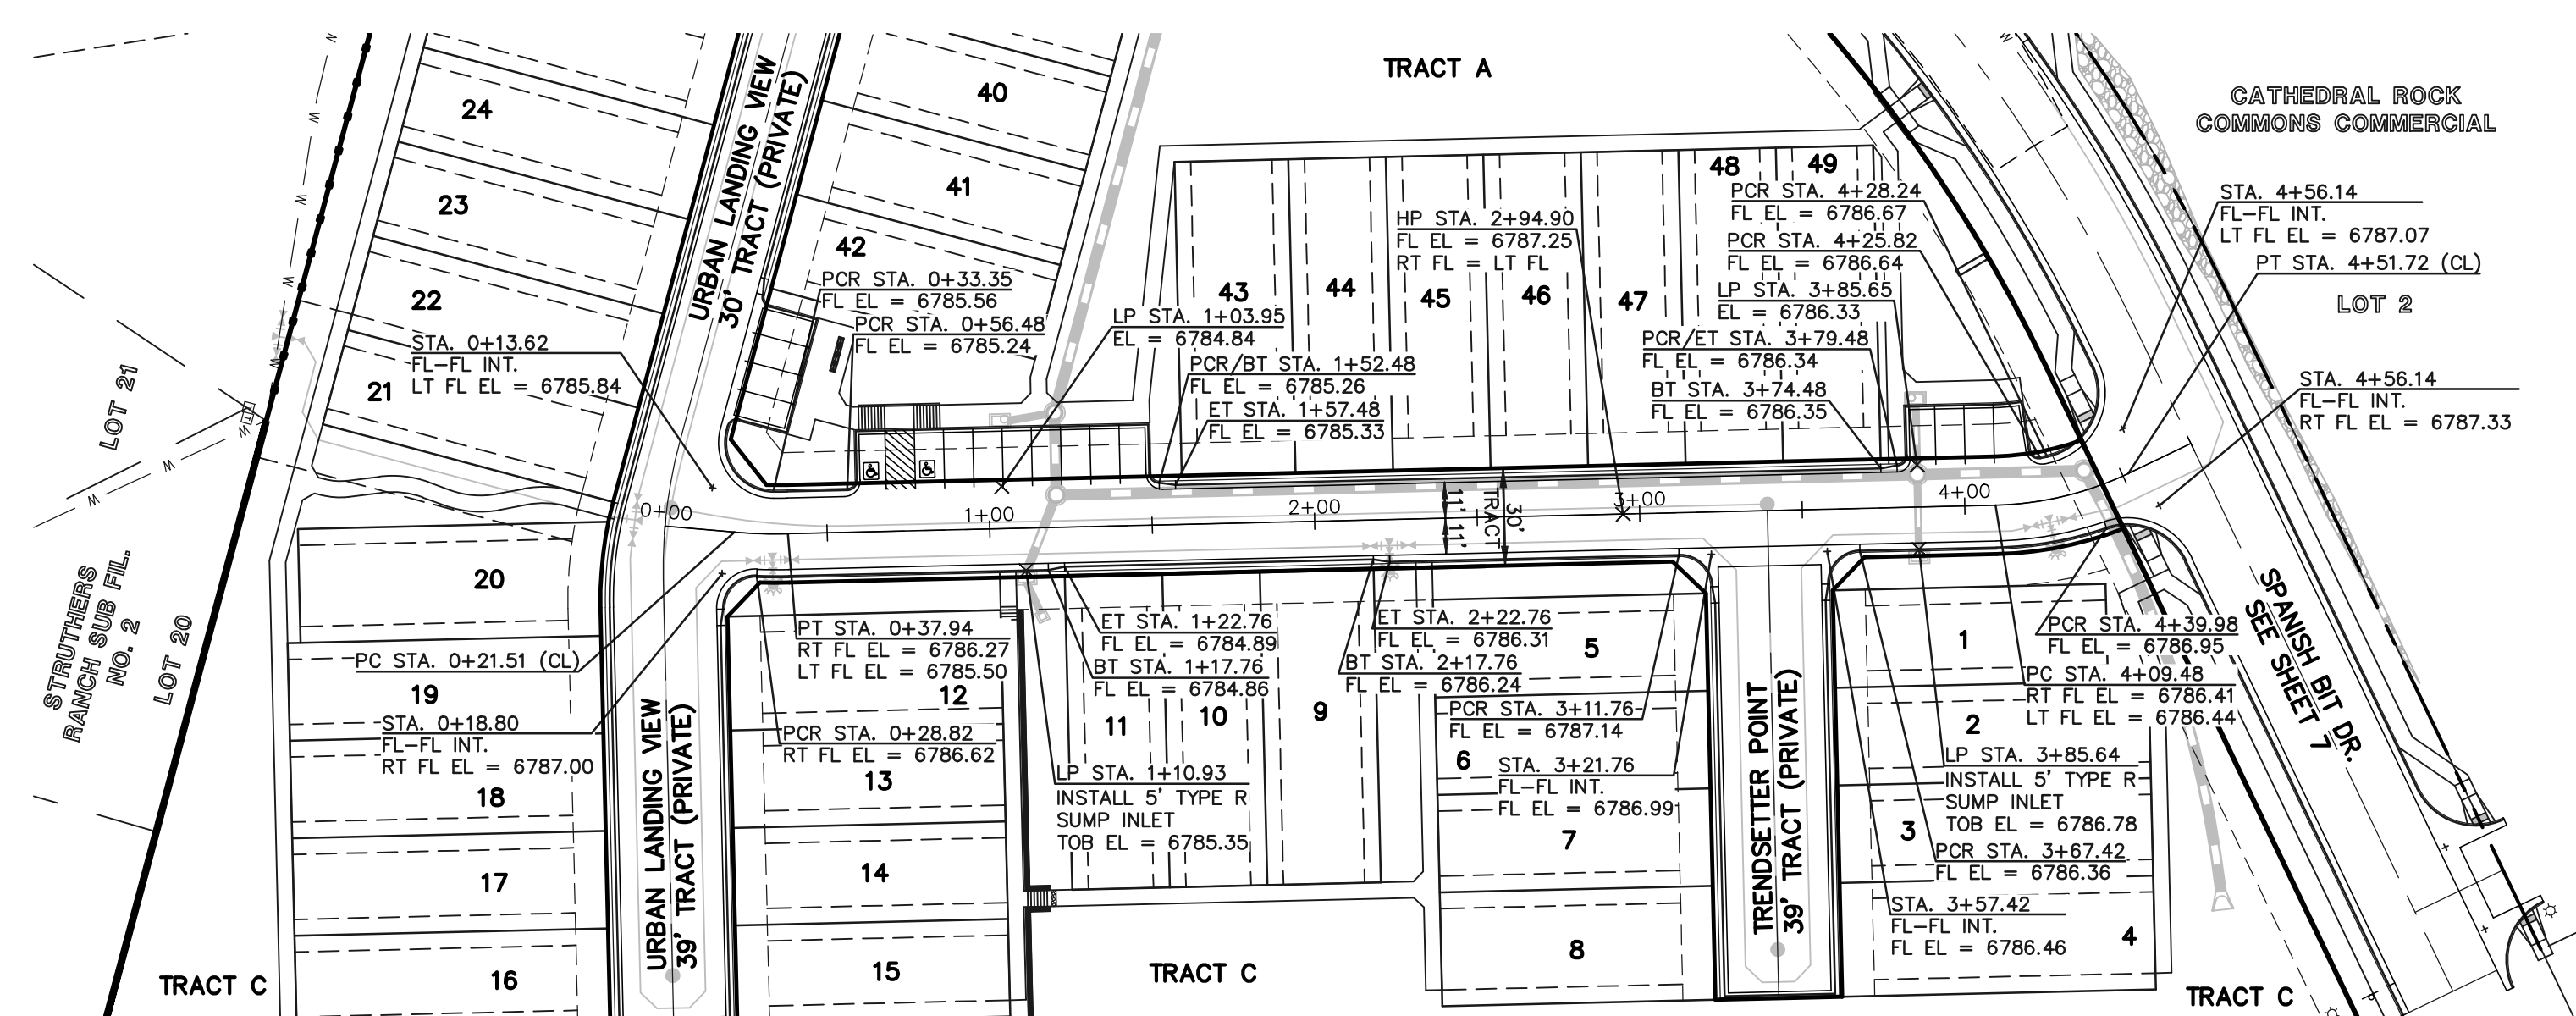 TRACT A
CATHEDRAL ROCK
COMMONS COMMERCIAL
LOT 2
24
23
22
21
20
19
18
17
16
URBAN LANDING VIEW
30' TRACT (PRIVATE)
40
41
42
43
44
45
46
47
48
49
STA. 0+13.62
FL-FL INT.
LT FL EL = 6785.84
PCR STA. 0+33.35
FL EL = 6785.56
PCR STA. 0+56.48
FL EL = 6785.24
LP STA. 1+03.95
EL = 6784.84
PCR/BT STA. 1+52.48
FL EL = 6785.26
ET STA. 1+57.48
FL EL = 6785.33
HP STA. 2+94.90
FL EL = 6787.25
RT FL = LT FL
PCR STA. 4+28.24
FL EL = 6786.67
PCR STA. 4+25.82
FL EL = 6786.64
LP STA. 3+85.65
EL = 6786.33
PCR/ET STA. 3+79.48
FL EL = 6786.34
BT STA. 3+74.48
FL EL = 6786.35
STA. 4+56.14
FL-FL INT.
LT FL EL = 6787.07
PT STA. 4+51.72 (CL)
STA. 4+56.14
FL-FL INT.
RT FL EL = 6787.33
LOT 21
LOT 20
STRUTHERS
RANCH SUB FIL.
NO. 2
0+00
1+00
2+00
3+00
4+00
11' 11'
TRACT
30'
PC STA. 0+21.51 (CL)
STA. 0+18.80
FL-FL INT.
RT FL EL = 6787.00
URBAN LANDING VIEW
39' TRACT (PRIVATE)
PT STA. 0+37.94
RT FL EL = 6786.27
LT FL EL = 6785.50
12
PCR STA. 0+28.82
RT FL EL = 6786.62
13
14
15
ET STA. 1+22.76
FL EL = 6784.89
BT STA. 1+17.76
FL EL = 6784.86
11
10
9
LP STA. 1+10.93
INSTALL 5' TYPE R
SUMP INLET
TOB EL = 6785.35
ET STA. 2+22.76
FL EL = 6786.31
BT STA. 2+17.76
FL EL = 6786.24
5
PCR STA. 3+11.76
FL EL = 6787.14
6
STA. 3+21.76
FL-FL INT.
FL EL = 6786.99
7
8
TRENDSETTER POINT
39' TRACT (PRIVATE)
1
2
3
4
PCR STA. 4+39.98
FL EL = 6786.95
PC STA. 4+09.48
RT FL EL = 6786.41
LT FL EL = 6786.44
LP STA. 3+85.64
INSTALL 5' TYPE R
SUMP INLET
TOB EL = 6786.78
PCR STA. 3+67.42
FL EL = 6786.36
STA. 3+57.42
FL-FL INT.
FL EL = 6786.46
SPANISH BIT DR.
SEE SHEET 7
TRACT C
TRACT C
TRACT C